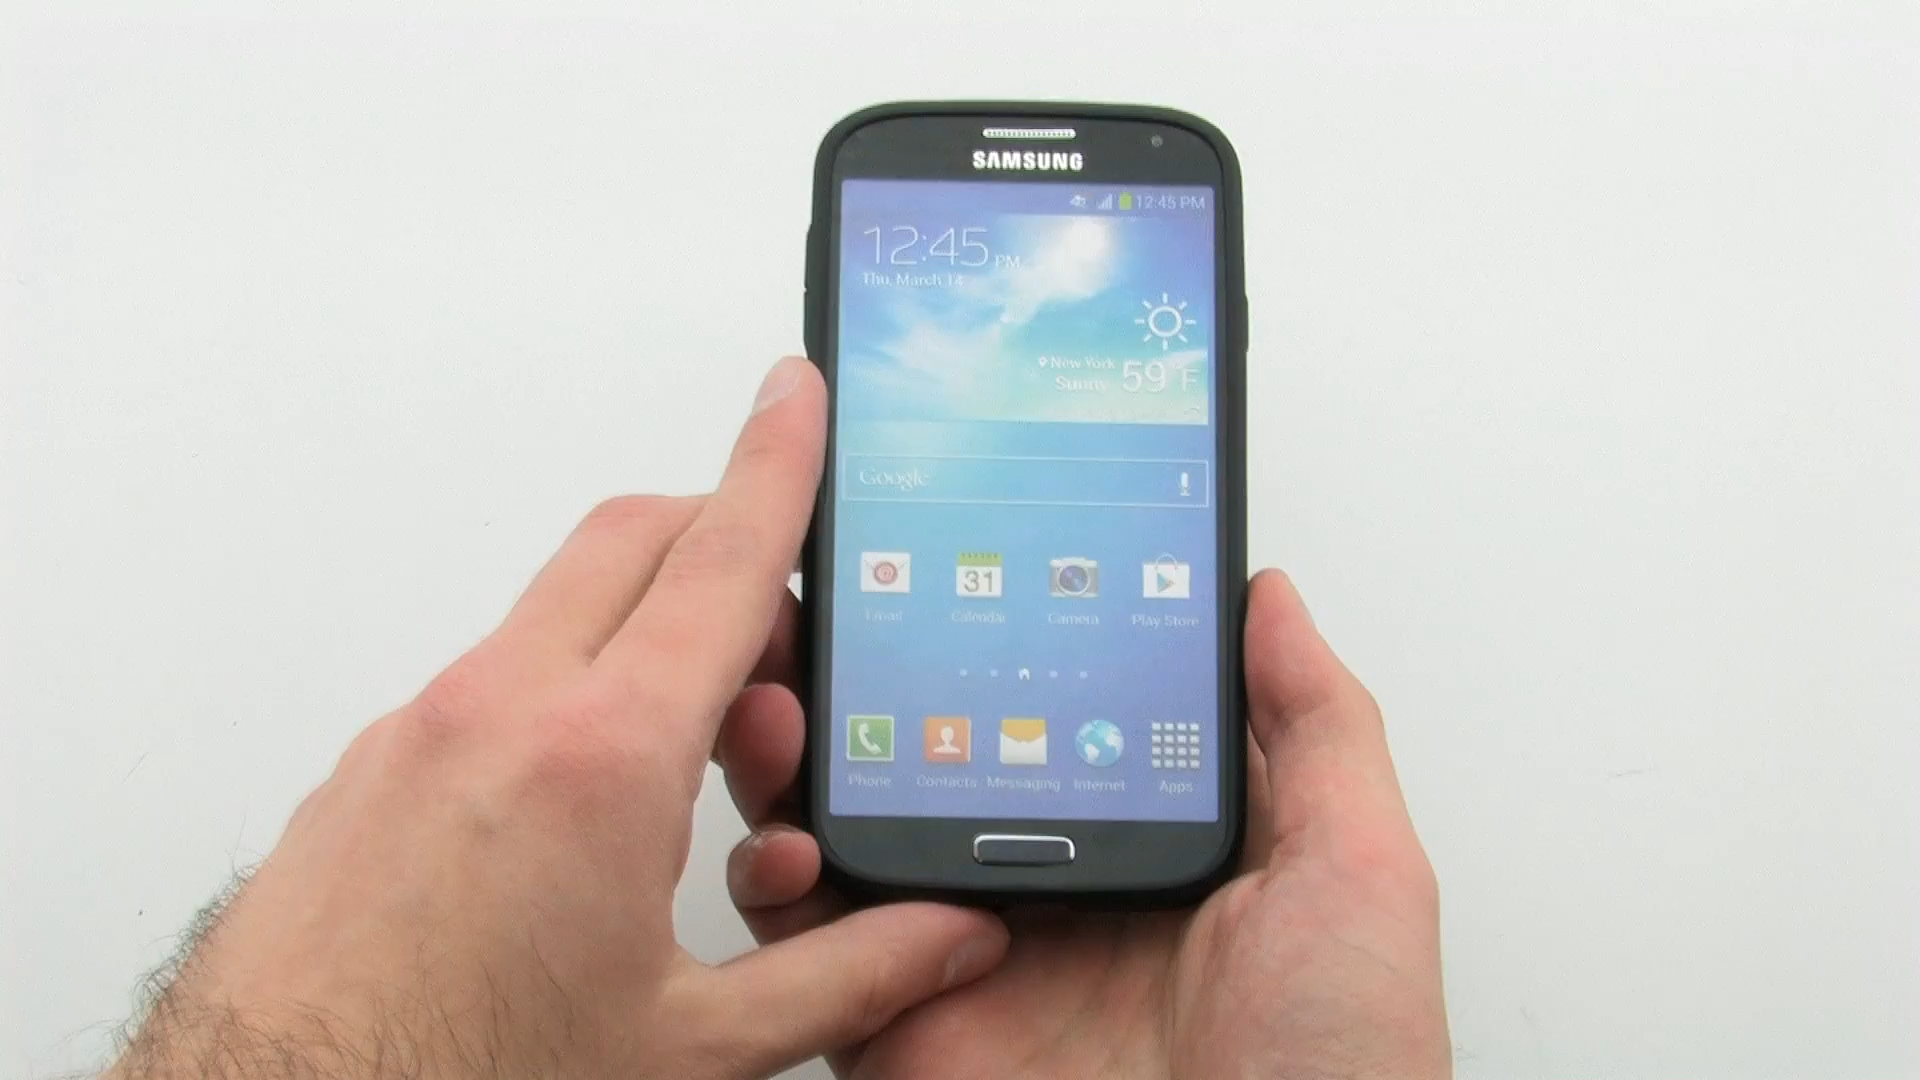 SAMSUNG
12:45 PM
12:45 PM
Thu, March 14
New York
Sunny 59°F
Google
31
Email Calendar Camera Play Store
Phone Contacts Messaging Internet Apps